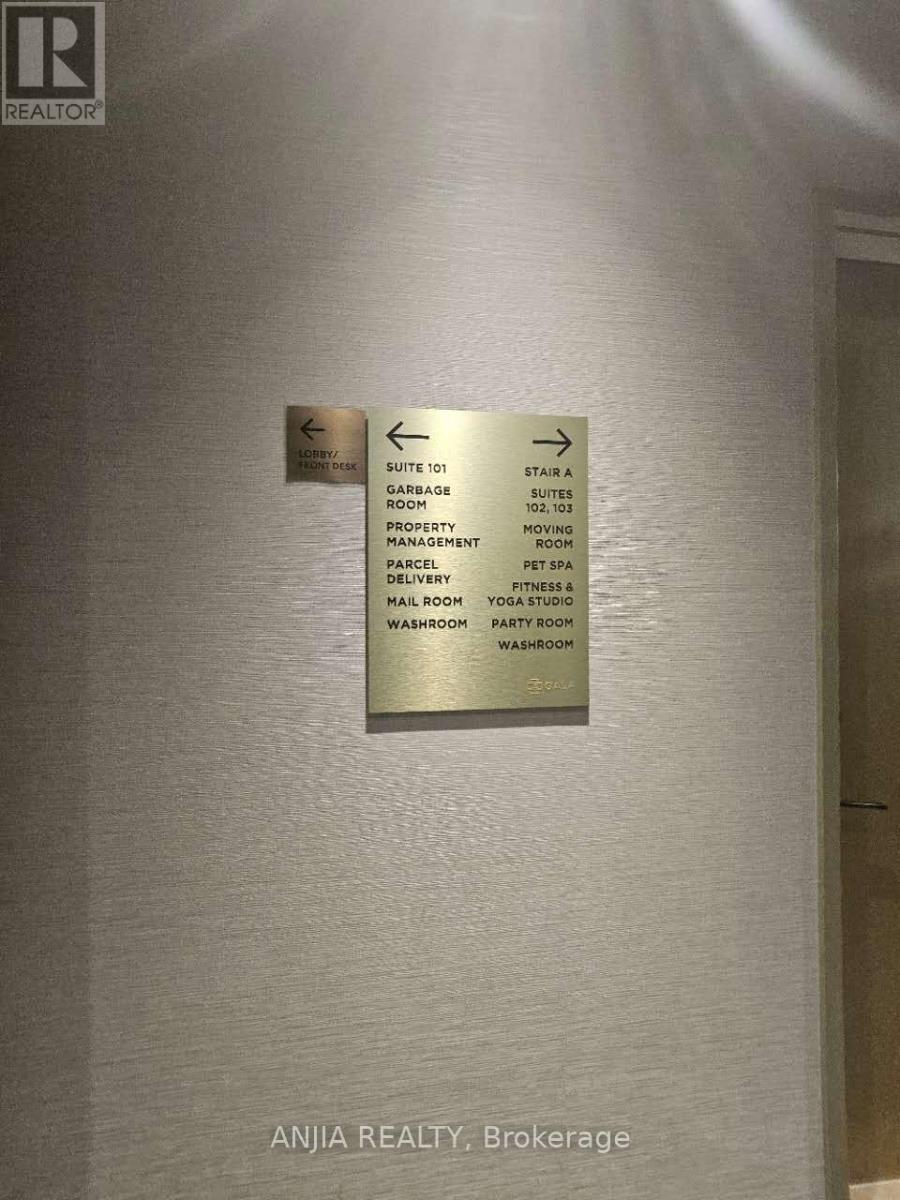 R
REALTOR®
←
LOBBY/
FRONT DESK
←
SUITE 101
GARBAGE
ROOM
PROPERTY
MANAGEMENT
PARCEL
DELIVERY
MAIL ROOM
WASHROOM
→
STAIR A
SUITES
102, 103
MOVING
ROOM
PET SPA
FITNESS &
YOGA STUDIO
PARTY ROOM
WASHROOM
GALA
ANJIA REALTY, Brokerage